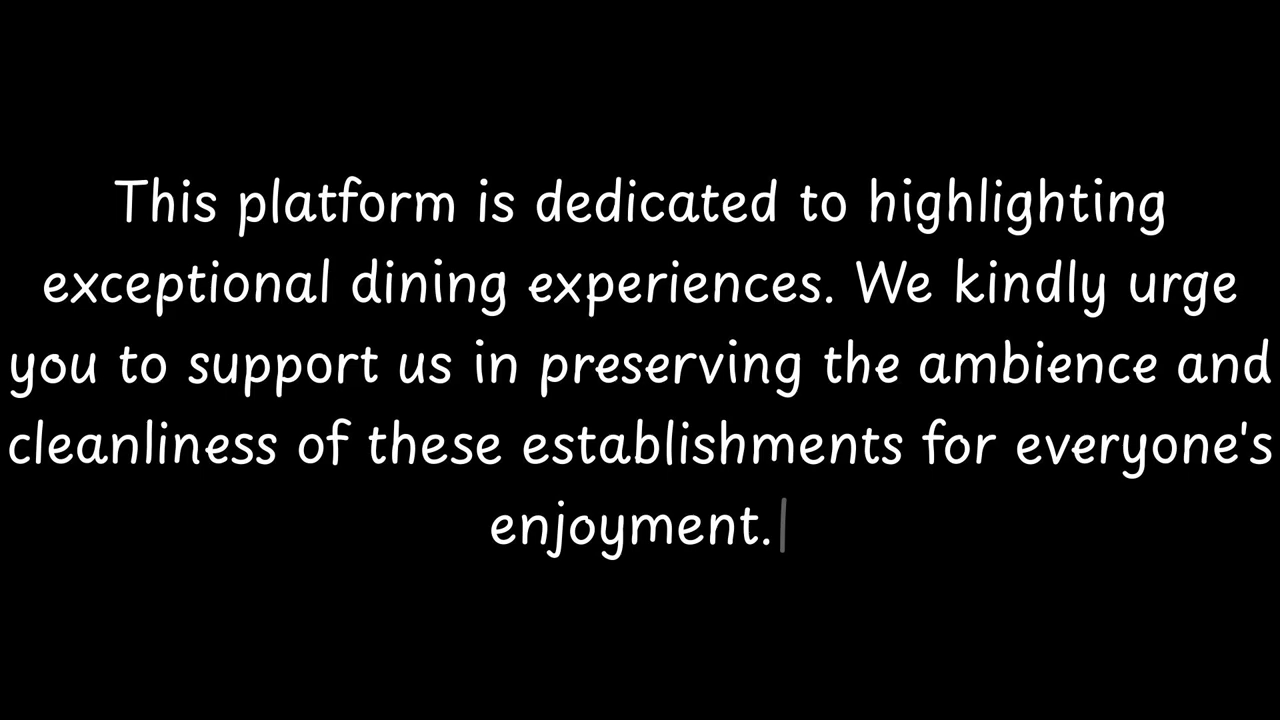 This platform is dedicated to highlighting
exceptional dining experiences. We kindly urge
you to support us in preserving the ambience and
cleanliness of these establishments for everyone's
enjoyment.